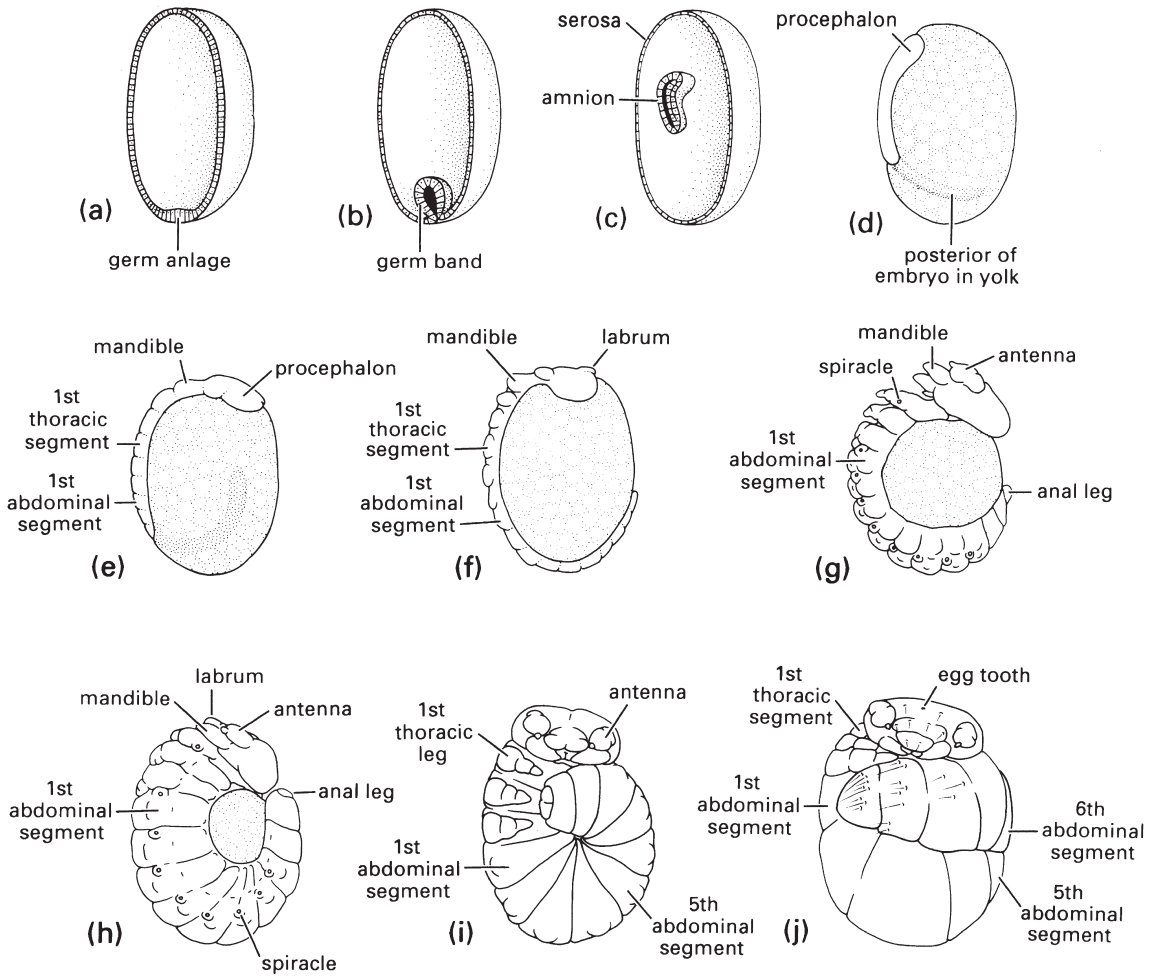 serosa
amnion
procephalon
(a)
(b)
(c)
(d)
germ anlage
germ band
posterior of
embryo in yolk
mandible
procephalon
1st
thoracic
segment
1st
abdominal
segment
(e)
mandible
labrum
1st
thoracic
segment
1st
abdominal
segment
(f)
mandible
antenna
spiracle
1st
abdominal
segment
anal leg
(g)
labrum
mandible
antenna
1st
abdominal
segment
anal leg
(h)
spiracle
1st
thoracic
leg
antenna
1st
abdominal
segment
5th
abdominal
segment
(i)
1st
thoracic
segment
egg tooth
1st
abdominal
segment
6th
abdominal
segment
5th
abdominal
segment
(j)